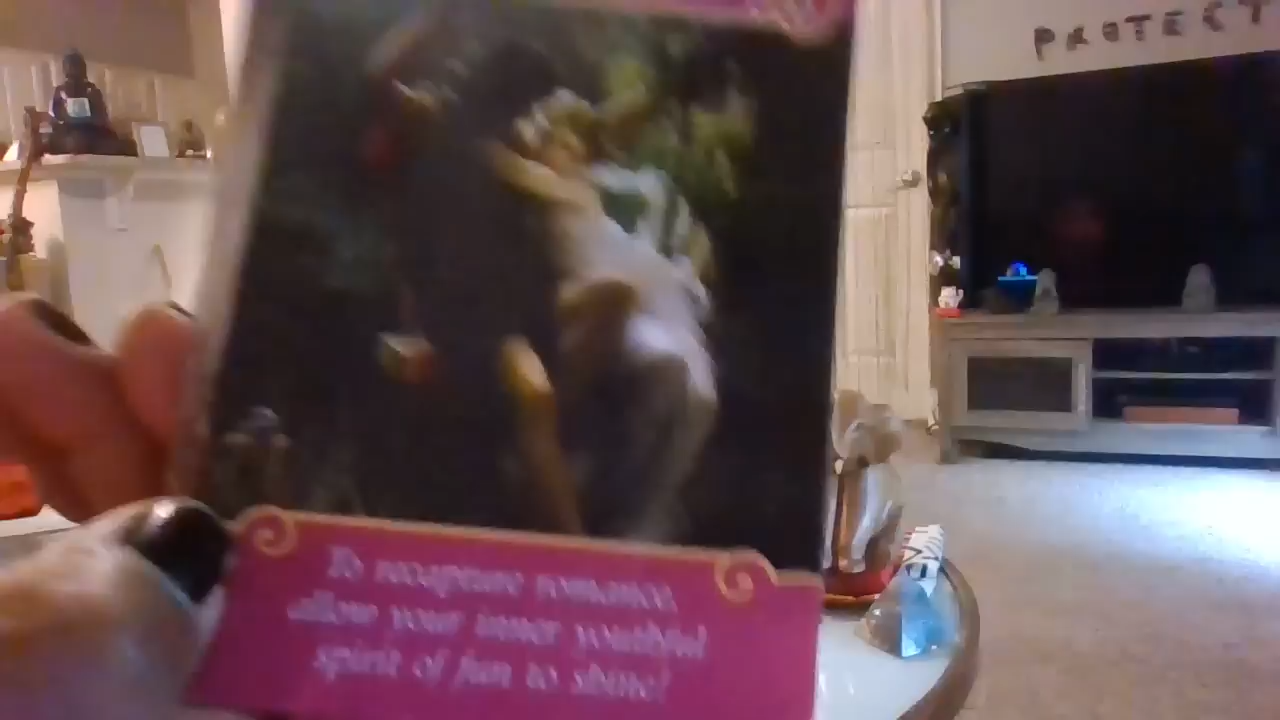 PROTECT
To recapture romance,
allow your inner youthful
spirit of fun to shine!